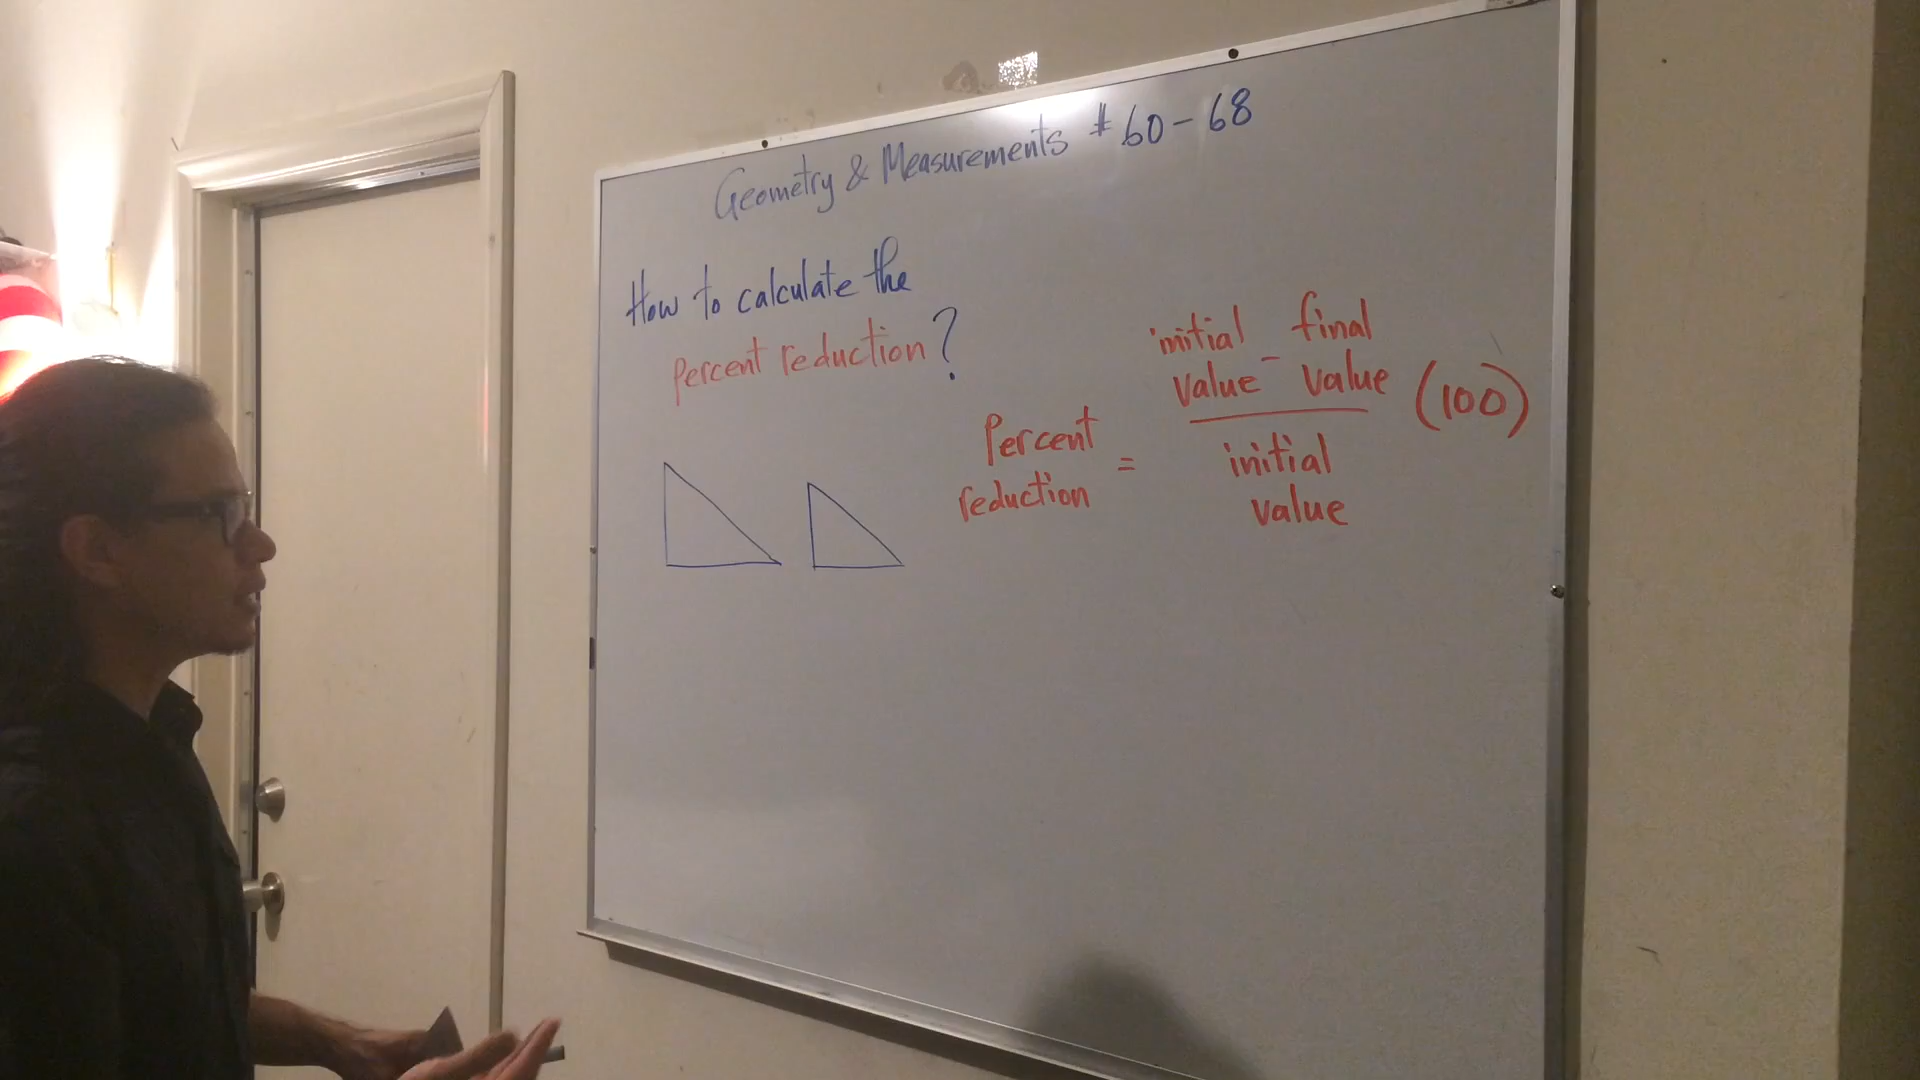 Geometry & Measurements #60-68
How to calculate the
percent reduction?
initial - final
value value (100)
Percent
reduction =
initial
value